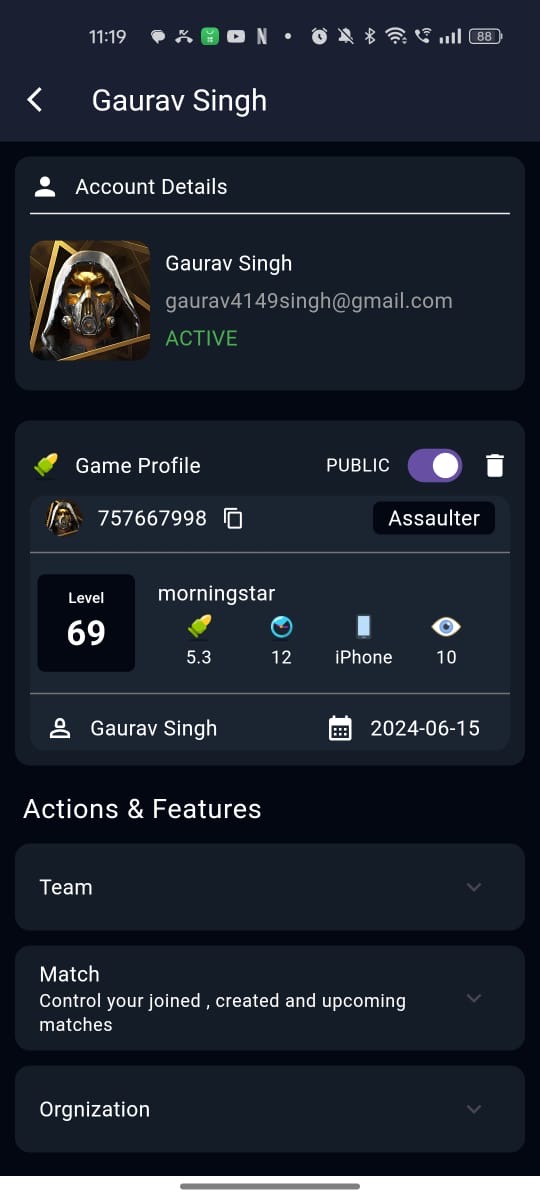 11:19 N 88
Gaurav Singh
Account Details
Gaurav Singh
gaurav4149singh@gmail.com
ACTIVE
Game Profile PUBLIC
757667998 Assaulter
Level
69
morningstar
5.3 12 iPhone 10
Gaurav Singh 2024-06-15
Actions & Features
Team
Match
Control your joined , created and upcoming
matches
Orgnization